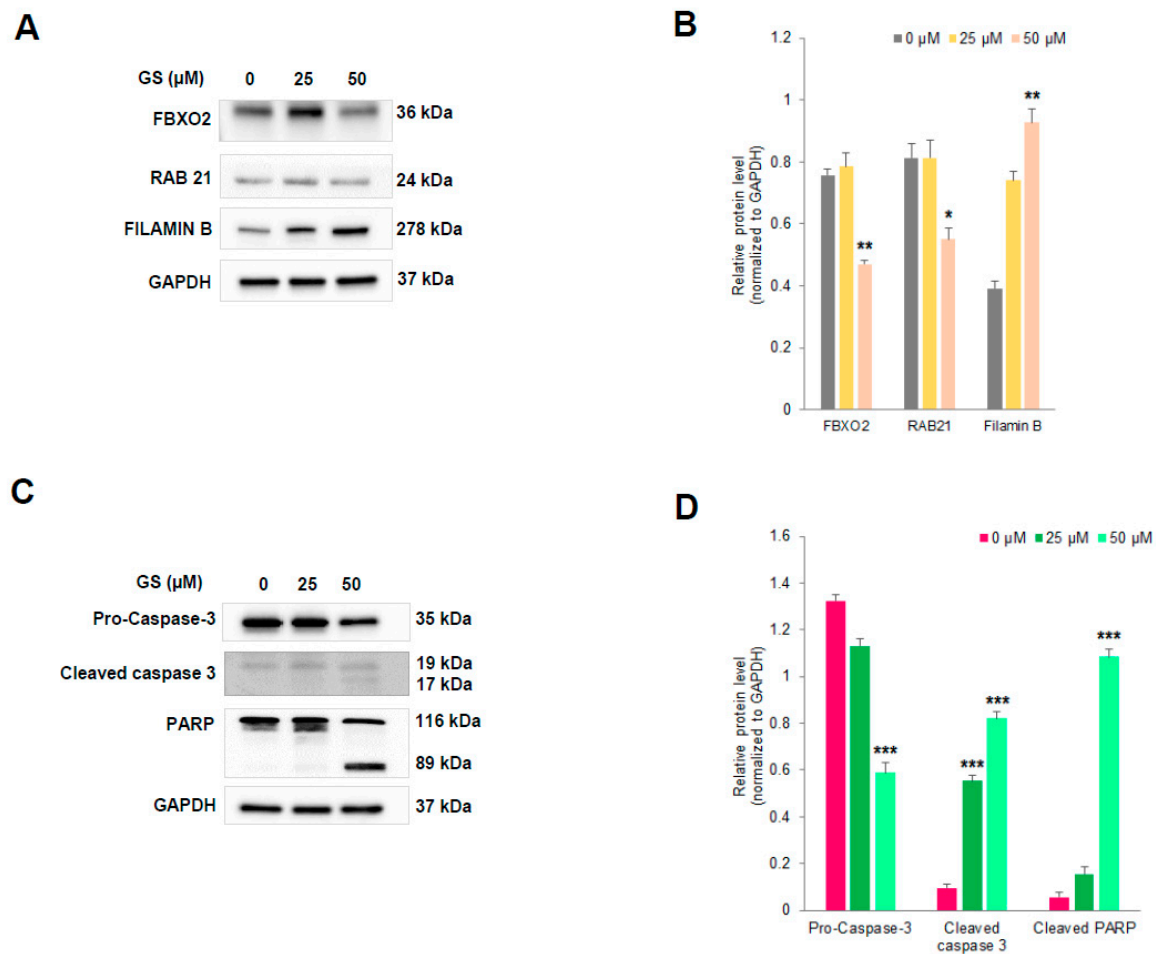 A
GS (μM) 0 25 50
FBXO2 36 kDa
RAB 21 24 kDa
FILAMIN B 278 kDa
GAPDH 37 kDa
B
0 μM 25 μM 50 μM
Relative protein level
(normalized to GAPDH)
1.2
1
0.8
0.6
0.4
0.2
0
**
*
**
FBXO2 RAB21 Filamin B
C
GS (μM) 0 25 50
Pro-Caspase-3 35 kDa
Cleaved caspase 3 19 kDa
17 kDa
PARP 116 kDa
89 kDa
GAPDH 37 kDa
D
0 μM 25 μM 50 μM
Relative protein level
(normalized to GAPDH)
1.6
1.4
1.2
1
0.8
0.6
0.4
0.2
0
***
***
***
***
Pro-Caspase-3 Cleaved Cleaved PARP
caspase 3